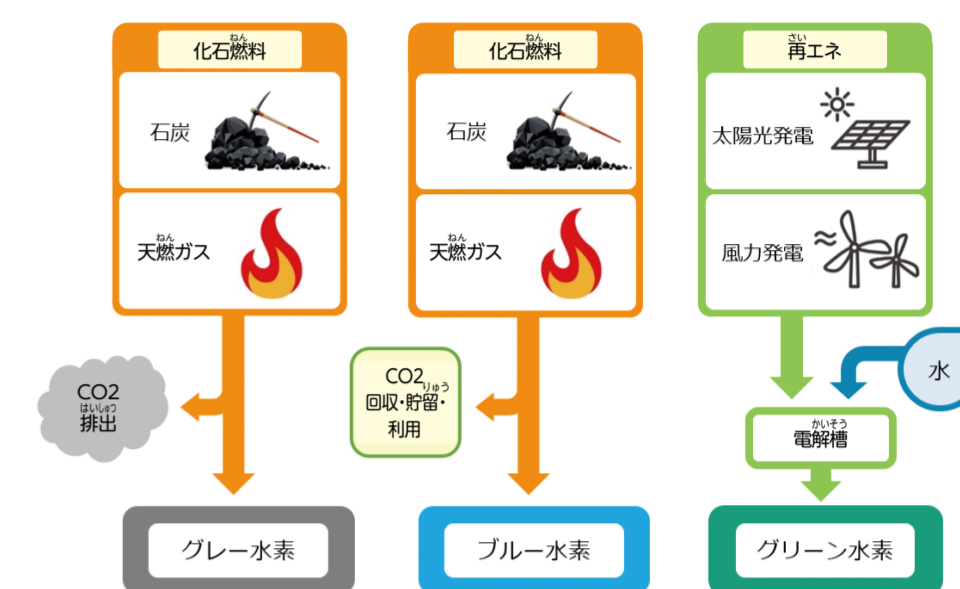 化石燃料
ねん
石炭
天燃ガス
ねん
CO2
排出
はいしゅつ
グレー水素
化石燃料
ねん
石炭
天燃ガス
ねん
CO2
回収・貯留・
りゅう
利用
ブルー水素
再エネ
さい
太陽光発電
風力発電
水
電解槽
かいそう
グリーン水素